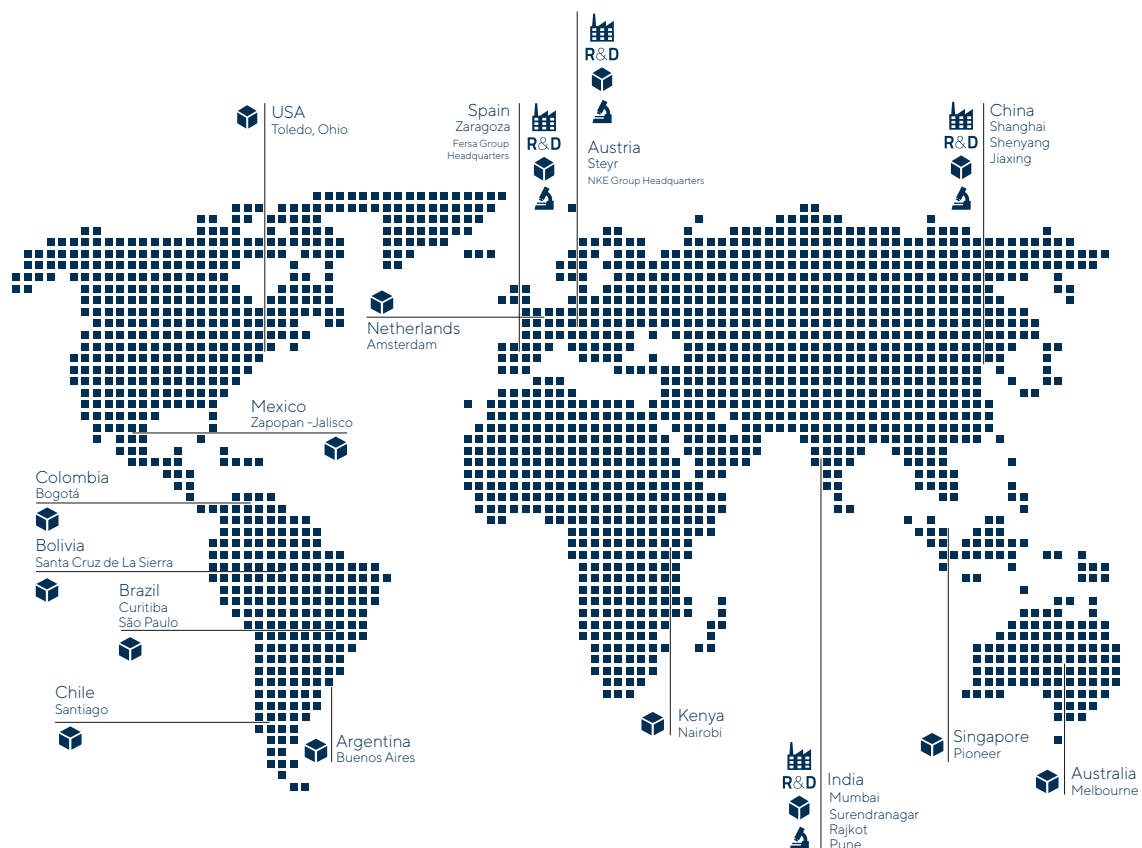 R&D
Austria
Steyr
NKE Group Headquarters
USA
Toledo, Ohio
Spain
Zaragoza
Fersa Group
Headquarters
R&D
China
Shanghai
Shenyang
Jiaxing
R&D
Netherlands
Amsterdam
Mexico
Zapopan -Jalisco
Colombia
Bogotá
Bolivia
Santa Cruz de La Sierra
Brazil
Curitiba
São Paulo
Chile
Santiago
Argentina
Buenos Aires
Kenya
Nairobi
Singapore
Pioneer
R&D
India
Mumbai
Surendranagar
Rajkot
Pune
Australia
Melbourne